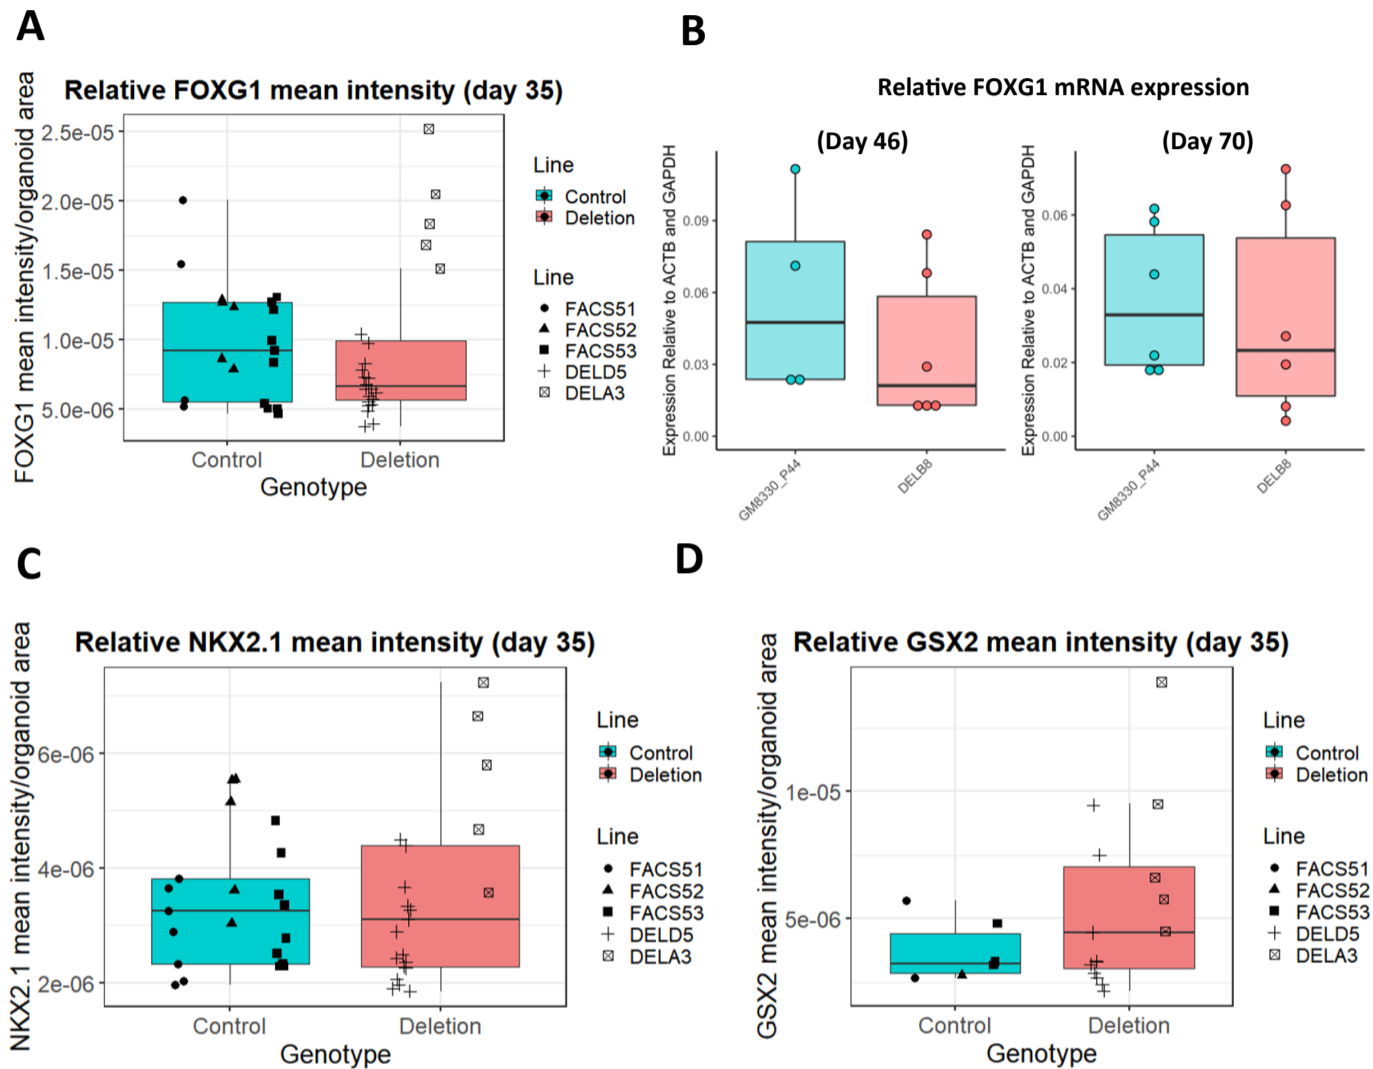 A
B
Relative FOXG1 mean intensity (day 35)
FOXG1 mean intensity/organoid area
2.5e-05
2.0e-05
1.5e-05
1.0e-05
5.0e-06
Control
Deletion
Genotype
Line
Control
Deletion
Line
FACS51
FACS52
FACS53
DELD5
DELA3
Relative FOXG1 mRNA expression
(Day 46)
Expression Relative to ACTB and GAPDH
0.09
0.06
0.03
0.00
GM8330_P44
DELB8
(Day 70)
Expression Relative to ACTB and GAPDH
0.06
0.04
0.02
0.00
GM8330_P44
DELB8
C
D
Relative NKX2.1 mean intensity (day 35)
NKX2.1 mean intensity/organoid area
6e-06
4e-06
2e-06
Control
Deletion
Genotype
Line
Control
Deletion
Line
FACS51
FACS52
FACS53
DELD5
DELA3
Relative GSX2 mean intensity (day 35)
GSX2 mean intensity/organoid area
1e-05
5e-06
Control
Deletion
Genotype
Line
Control
Deletion
Line
FACS51
FACS52
FACS53
DELD5
DELA3